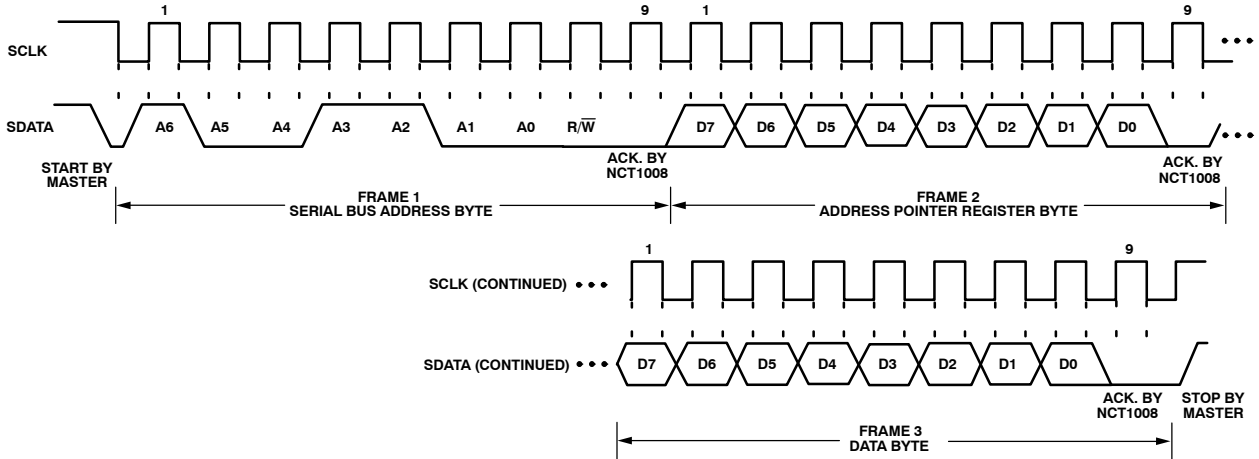 1 9 1 9
SCLK
SDATA A6 A5 A4 A3 A2 A1 A0 R/W̅ D7 D6 D5 D4 D3 D2 D1 D0
START BY
MASTER
ACK. BY
NCT1008
ACK. BY
NCT1008
FRAME 1
SERIAL BUS ADDRESS BYTE
FRAME 2
ADDRESS POINTER REGISTER BYTE
1 9
SCLK (CONTINUED)
SDATA (CONTINUED) D7 D6 D5 D4 D3 D2 D1 D0
ACK. BY
NCT1008
STOP BY
MASTER
FRAME 3
DATA BYTE